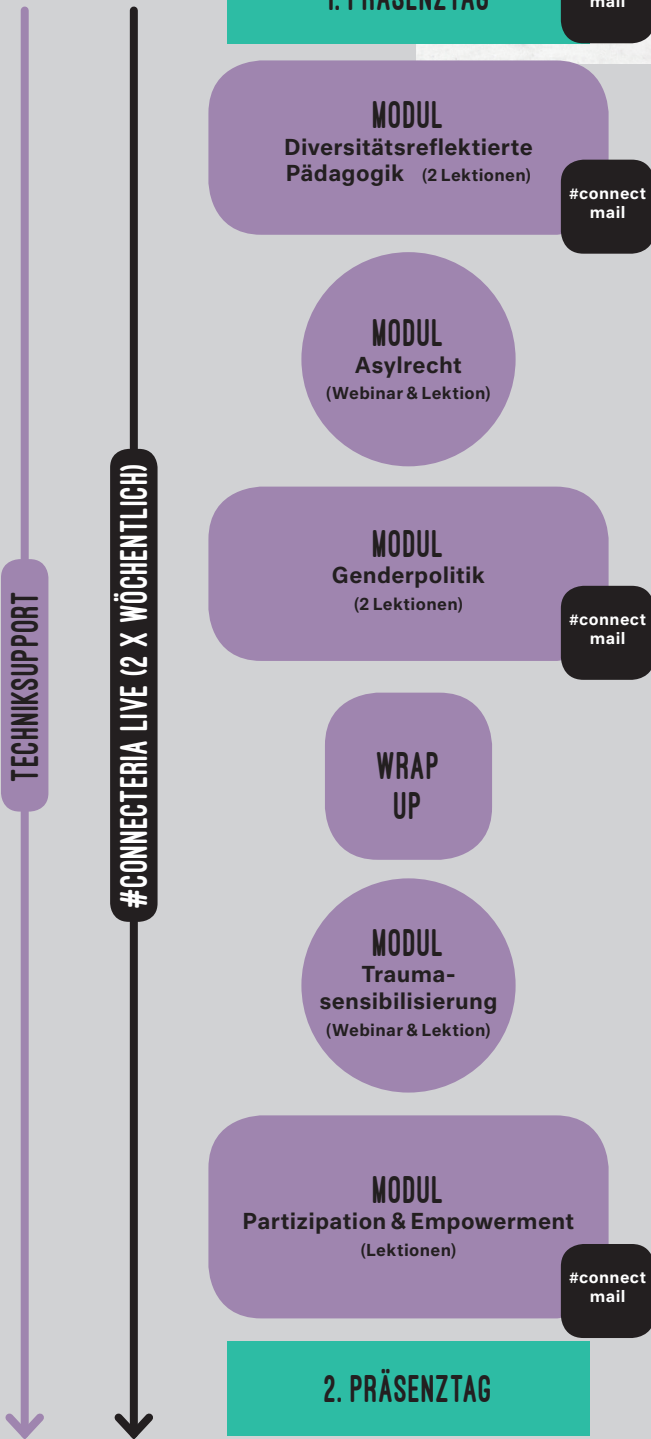 1. PRÄSENZTAG
mail
MODUL
Diversitätsreflektierte
Pädagogik (2 Lektionen)
#connect
mail
MODUL
Asylrecht
(Webinar & Lektion)
MODUL
Genderpolitik
(2 Lektionen)
#connect
mail
WRAP
UP
MODUL
Trauma-
sensibilisierung
(Webinar & Lektion)
MODUL
Partizipation & Empowerment
(Lektionen)
#connect
mail
2. PRÄSENZTAG
TECHNIKSUPPORT
#CONNECTERIA LIVE (2 X WÖCHENTLICH)